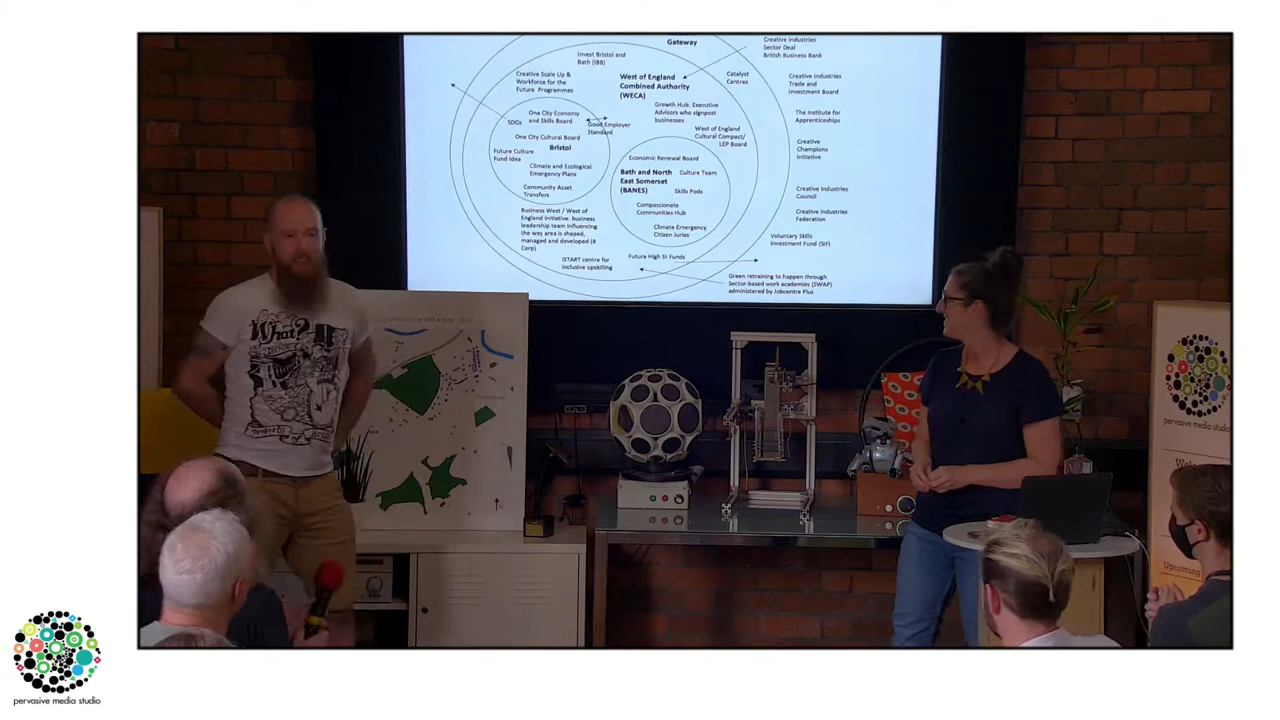 Gateway
Creative Industries
Sector Deal
British Business Bank
Invest Bristol and
Bath (IBB)
Creative Scale Up &
Workforce for the
Future Programmes
West of England
Combined Authority
(WECA)
Catalyst
Centres
Creative Industries
Trade and
Investment Board
Growth Hub: Executive
Advisors who signpost
businesses
The Institute for
Apprenticeships
SDGs
One City Economy
and Skills Board
Good Employer
Standard
West of England
Cultural Compact/
LEP Board
One City Cultural Board
Bristol
Future Culture
Fund Idea
Climate and Ecological
Emergency Plans
Community Asset
Transfers
Economic Renewal Board
Bath and North
East Somerset
(BANES)
Culture Team
Skills Pods
Compassionate
Communities Hub
Climate Emergency
Citizen Juries
Creative
Champions
Initiative
Creative Industries
Council
Creative Industries
Federation
Voluntary Skills
Investment Fund (SIF)
Business West / West of
England Initiative: business
leadership team influencing
the way area is shaped,
managed and developed (B
Corp).
iSTART centre for
inclusive upskilling
Future High St Funds
Green retraining to happen through
Sector-based work academies (SWAP)
administered by Jobcentre Plus
What?
Property of
pervasive media studio
Upcoming
pervasive media studio